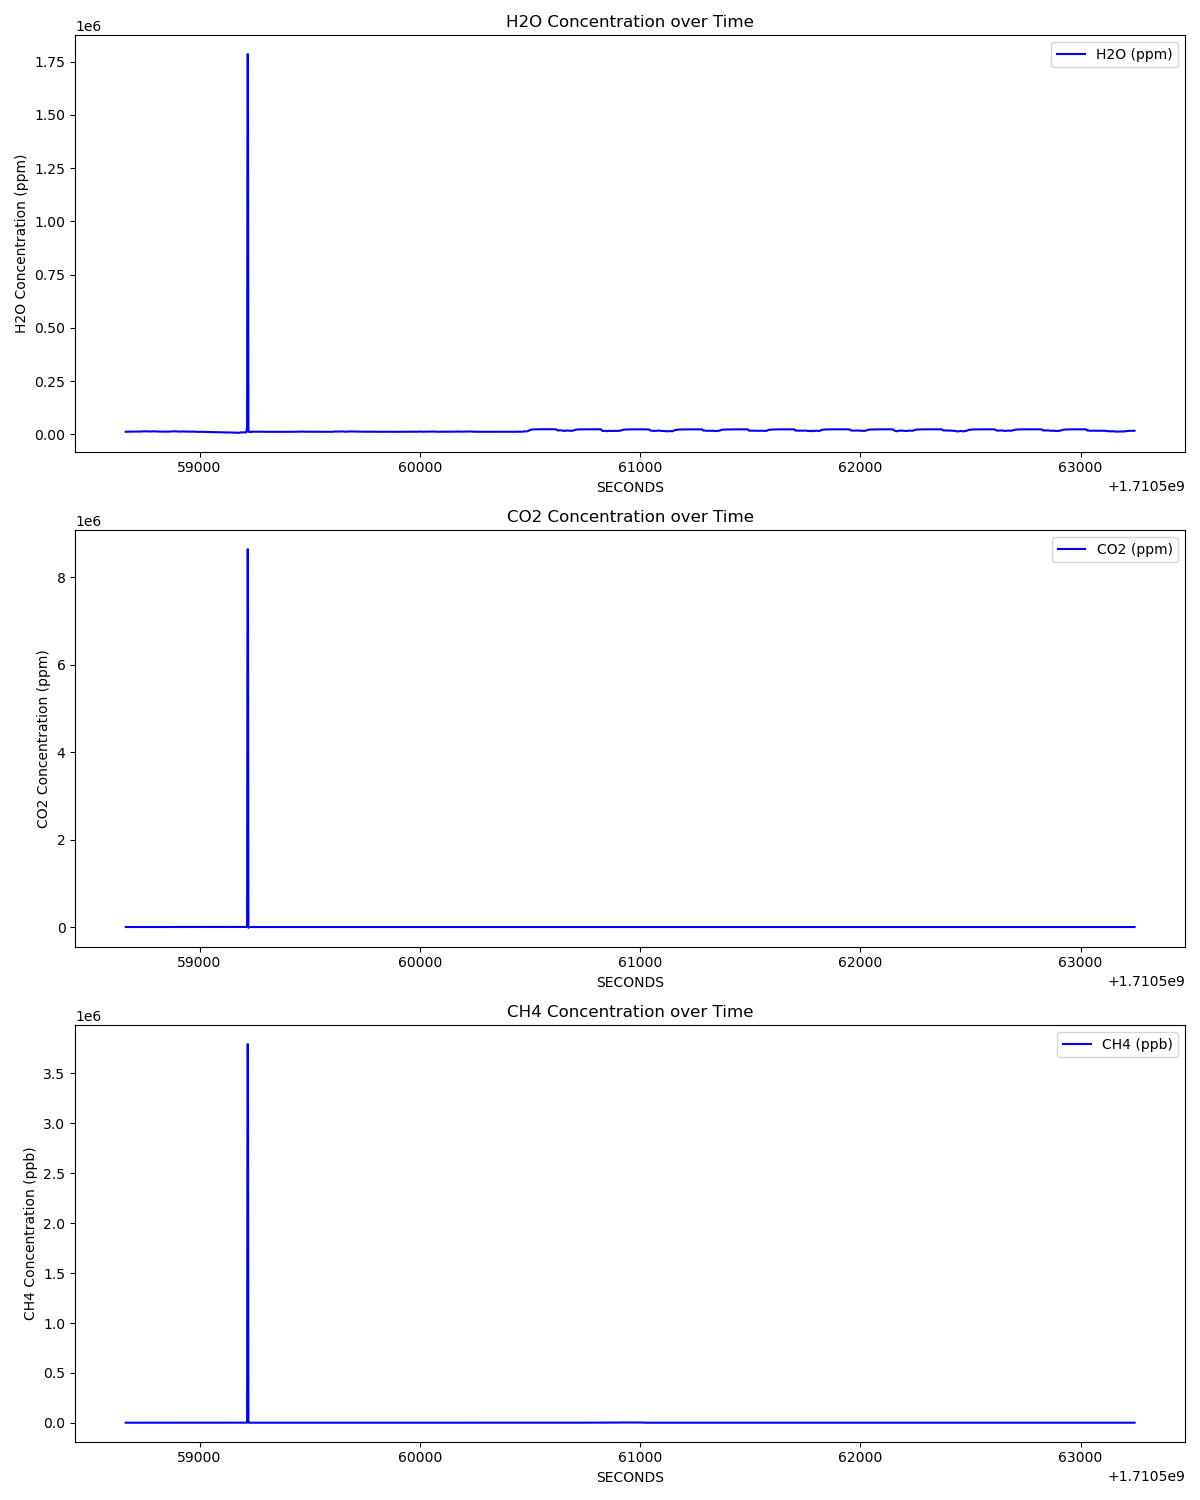 H2O Concentration over Time
1e6
H2O (ppm)
H2O Concentration (ppm)
1.75
1.50
1.25
1.00
0.75
0.50
0.25
0.00
59000 60000 61000 62000 63000
SECONDS
+1.7105e9
CO2 Concentration over Time
1e6
CO2 (ppm)
CO2 Concentration (ppm)
8
6
4
2
0
59000 60000 61000 62000 63000
SECONDS
+1.7105e9
CH4 Concentration over Time
1e6
CH4 (ppb)
CH4 Concentration (ppb)
3.5
3.0
2.5
2.0
1.5
1.0
0.5
0.0
59000 60000 61000 62000 63000
SECONDS
+1.7105e9